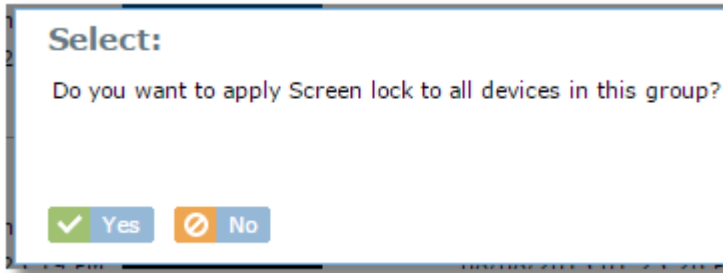 Select:
Do you want to apply Screen lock to all devices in this group?
Yes
No